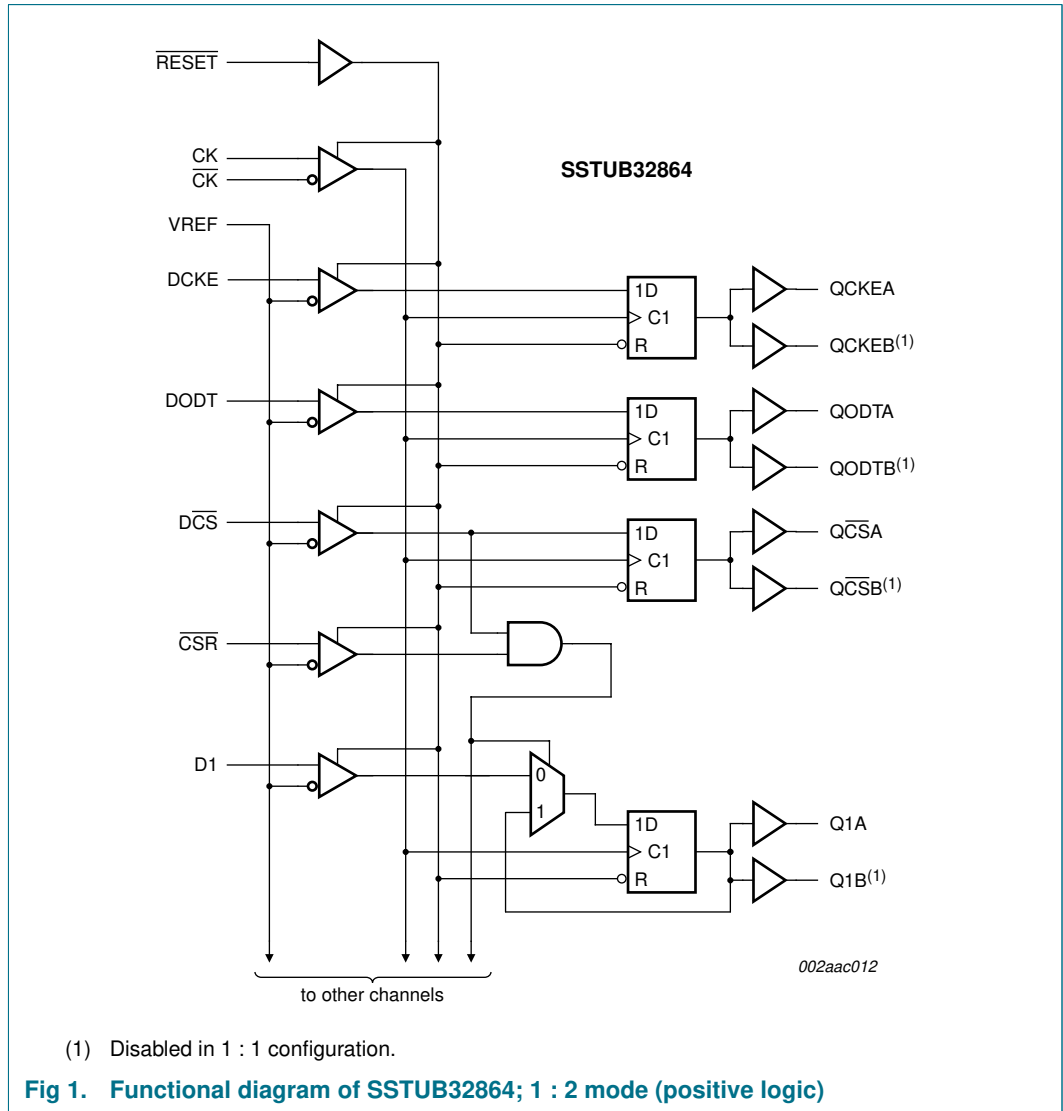 RESET
CK
CK
SSTUB32864
VREF
DCKE
1D
C1
R
QCKEA
QCKEB(1)
DODT
1D
C1
R
QODTA
QODTB(1)
DCS
1D
C1
R
QCSA
QCSB(1)
CSR
D1
0
1
1D
C1
R
Q1A
Q1B(1)
002aac012
to other channels
(1) Disabled in 1 : 1 configuration.
Fig 1. Functional diagram of SSTUB32864; 1 : 2 mode (positive logic)